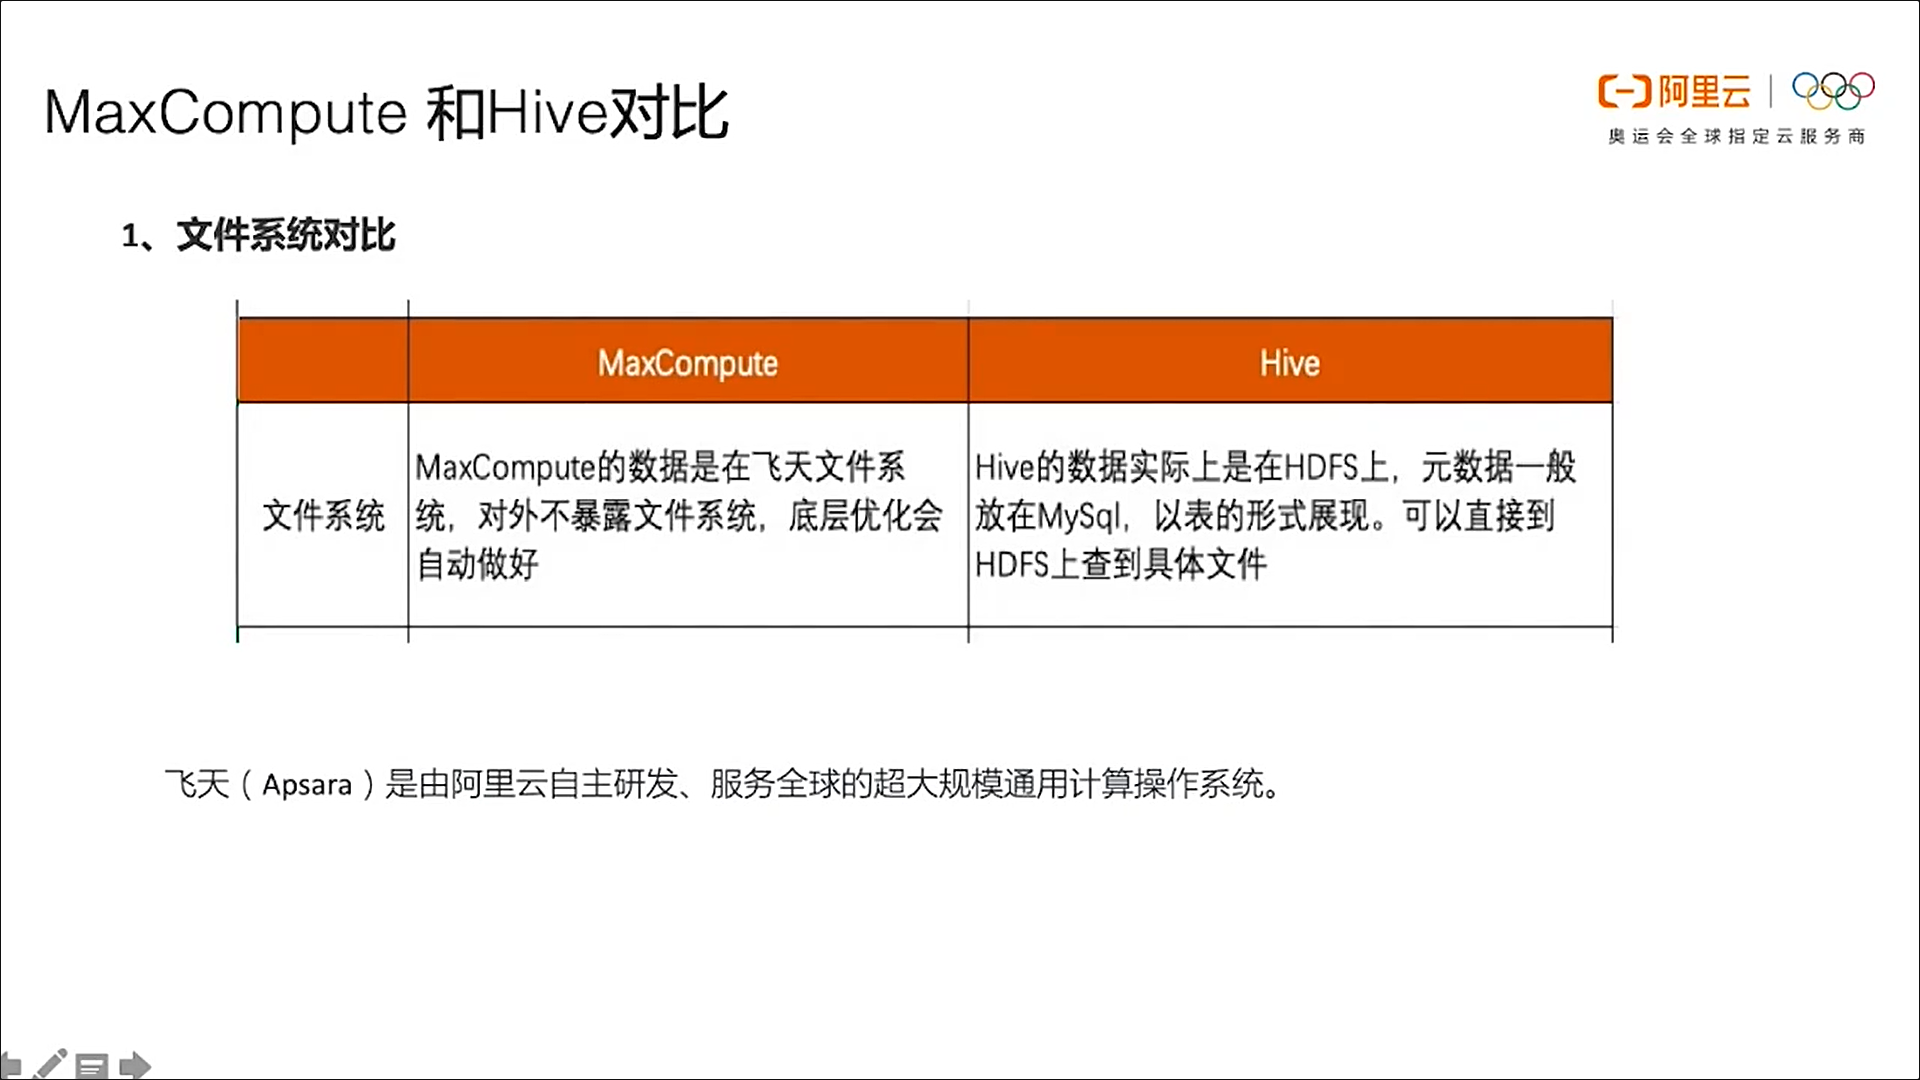 MaxCompute 和Hive对比
阿里云
奥运会全球指定云服务商
1、文件系统对比
MaxCompute
Hive
文件系统
MaxCompute的数据是在飞天文件系
统，对外不暴露文件系统，底层优化会
自动做好
Hive的数据实际上是在HDFS上，元数据一般
放在MySql，以表的形式展现。可以直接到
HDFS上查到具体文件
飞天（Apsara）是由阿里云自主研发、服务全球的超大规模通用计算操作系统。